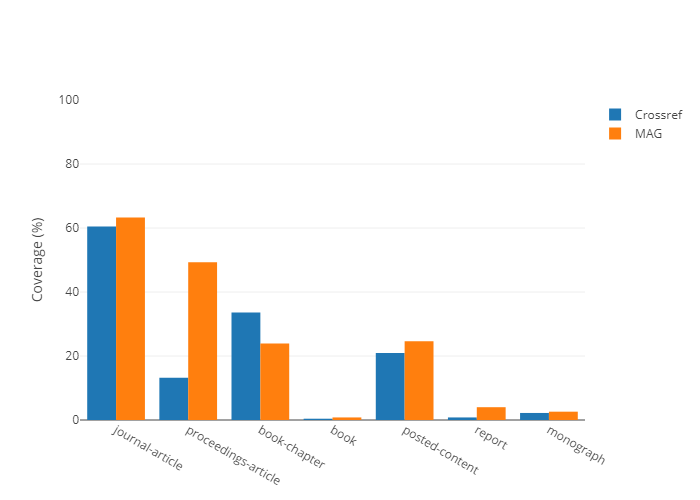 100
80
60
40
20
0
Coverage (%)
journal-article
proceedings-article
book-chapter
book
posted-content
report
monograph
Crossref
MAG